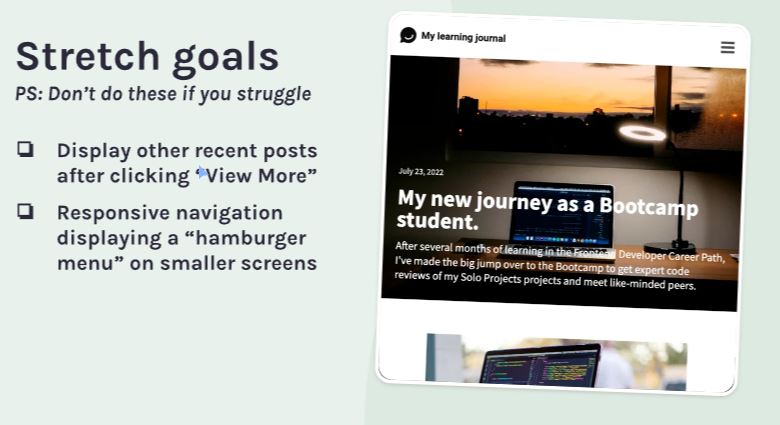 Stretch goals
PS: Don't do these if you struggle
Display other recent posts
after clicking "View More"
Responsive navigation
displaying a "hamburger
menu" on smaller screens
My learning journal
July 23, 2022
My new journey as a Bootcamp
student.
After several months of learning in the Frontend Developer Career Path,
I've made the big jump over to the Bootcamp to get expert code
reviews of my Solo Projects projects and meet like-minded peers.